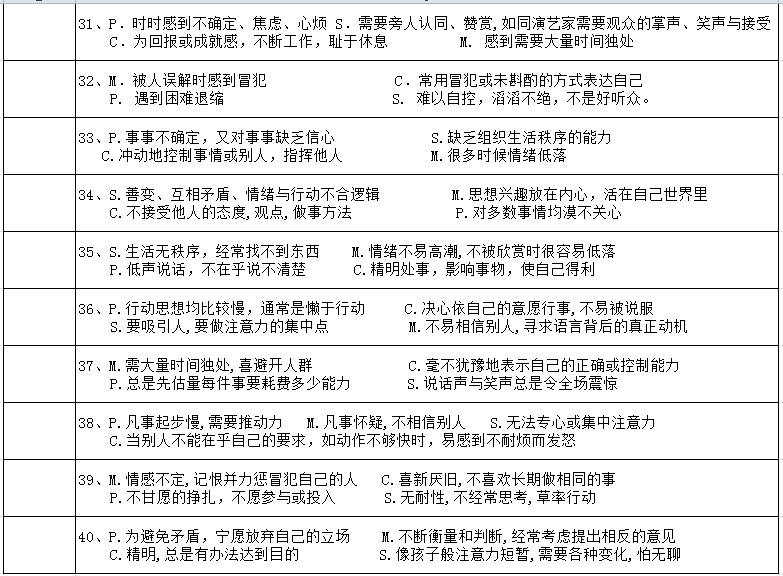 31、P．时时感到不确定、焦虑、心烦 S．需要旁人认同、赞赏,如同演艺家需要观众的掌声、笑声与接受
C．为回报或成就感，不断工作，耻于休息 M. 感到需要大量时间独处
32、M．被人误解时感到冒犯 C．常用冒犯或未斟酌的方式表达自己
P. 遇到困难退缩 S. 难以自控，滔滔不绝，不是好听众。
33、P.事事不确定，又对事事缺乏信心 S.缺乏组织生活秩序的能力
C.冲动地控制事情或别人，指挥他人 M.很多时候情绪低落
34、S.善变、互相矛盾、情绪与行动不合逻辑 M.思想兴趣放在内心，活在自己世界里
C.不接受他人的态度,观点,做事方法 P.对多数事情均漠不关心
35、S.生活无秩序，经常找不到东西 M.情绪不易高潮,不被欣赏时很容易低落
P.低声说话，不在乎说不清楚 C.精明处事，影响事物，使自己得利
36、P.行动思想均比较慢，通常是懒于行动 C.决心依自己的意愿行事,不易被说服
S.要吸引人,要做注意力的集中点 M.不易相信别人,寻求语言背后的真正动机
37、M.需大量时间独处,喜避开人群 C.毫不犹豫地表示自己的正确或控制能力
P.总是先估量每件事要耗费多少能力 S.说话声与笑声总是令全场震惊
38、P.凡事起步慢,需要推动力 M.凡事怀疑,不相信别人 S.无法专心或集中注意力
C.当别人不能在乎自己的要求，如动作不够快时，易感到不耐烦而发怒
39、M.情感不定,记恨并力惩冒犯自己的人 C.喜新厌旧,不喜欢长期做相同的事
P.不甘愿的挣扎，不愿参与或投入 S.无耐性,不经常思考,草率行动
40、P.为避免矛盾，宁愿放弃自己的立场 M.不断衡量和判断,经常考虑提出相反的意见
C.精明,总是有办法达到目的 S.像孩子般注意力短暂,需要各种变化,怕无聊